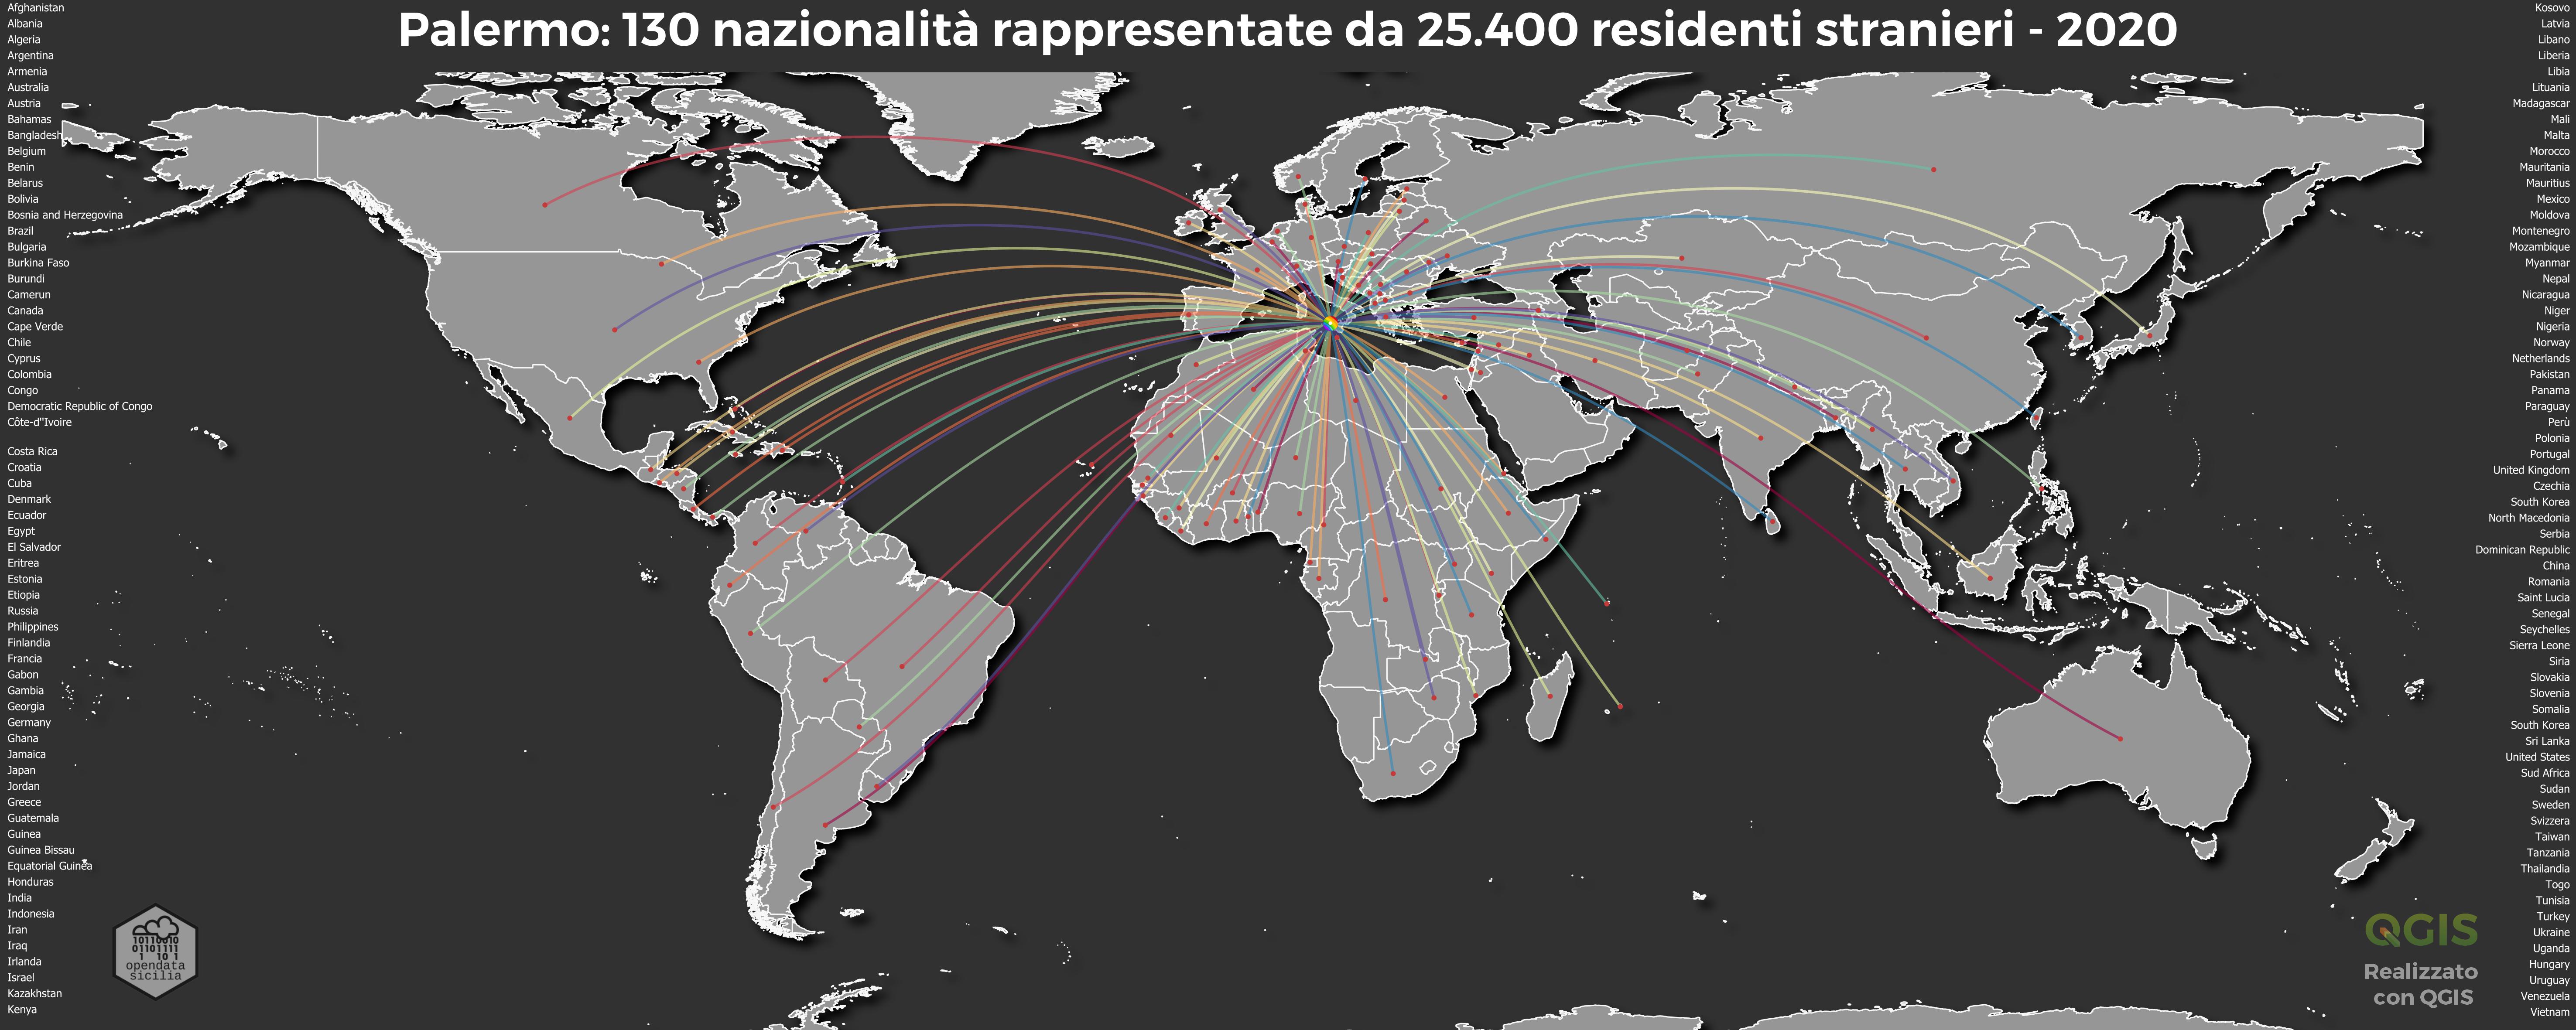 Palermo: 130 nazionalità rappresentate da 25.400 residenti stranieri - 2020
Afghanistan
Albania
Algeria
Argentina
Armenia
Australia
Austria
Bahamas
Bangladesh
Belgium
Benin
Belarus
Bolivia
Bosnia and Herzegovina
Brazil
Bulgaria
Burkina Faso
Burundi
Camerun
Canada
Cape Verde
Chile
Cyprus
Colombia
Congo
Democratic Republic of Congo
Côte-d''Ivoire
Costa Rica
Croatia
Cuba
Denmark
Ecuador
Egypt
El Salvador
Eritrea
Estonia
Etiopia
Russia
Philippines
Finlandia
Francia
Gabon
Gambia
Georgia
Germany
Ghana
Jamaica
Japan
Jordan
Greece
Guatemala
Guinea
Guinea Bissau
Equatorial Guinea
Honduras
India
Indonesia
Iran
Iraq
Irlanda
Israel
Kazakhstan
Kenya
Kosovo
Latvia
Libano
Liberia
Libia
Lituania
Madagascar
Mali
Malta
Morocco
Mauritania
Mauritius
Mexico
Moldova
Montenegro
Mozambique
Myanmar
Nepal
Nicaragua
Niger
Nigeria
Norway
Netherlands
Pakistan
Panama
Paraguay
Perù
Polonia
Portugal
United Kingdom
Czechia
South Korea
North Macedonia
Serbia
Dominican Republic
China
Romania
Saint Lucia
Senegal
Seychelles
Sierra Leone
Siria
Slovakia
Slovenia
Somalia
South Korea
Sri Lanka
United States
Sud Africa
Sudan
Sweden
Svizzera
Taiwan
Tanzania
Thailandia
Togo
Tunisia
Turkey
Ukraine
Uganda
Hungary
Uruguay
Venezuela
Vietnam
10110010
01101111
1 10 1
opendata
sicilia
QGIS
Realizzato
con QGIS